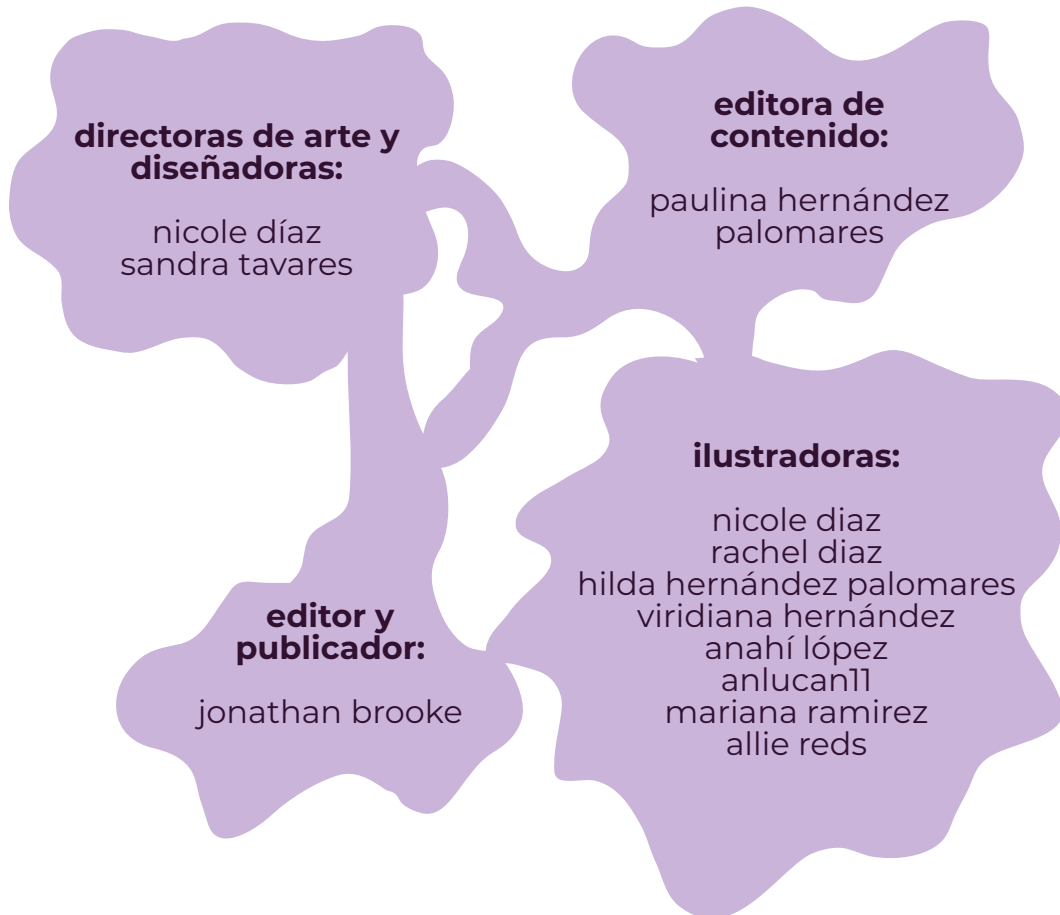 directoras de arte y
diseñadoras:
nicole díaz
sandra tavares
editora de
contenido:
paulina hernández
palomares
ilustradoras:
nicole diaz
rachel diaz
hilda hernández palomares
viridiana hernández
anahí lópez
anlucan11
mariana ramirez
allie reds
editor y
publicador:
jonathan brooke